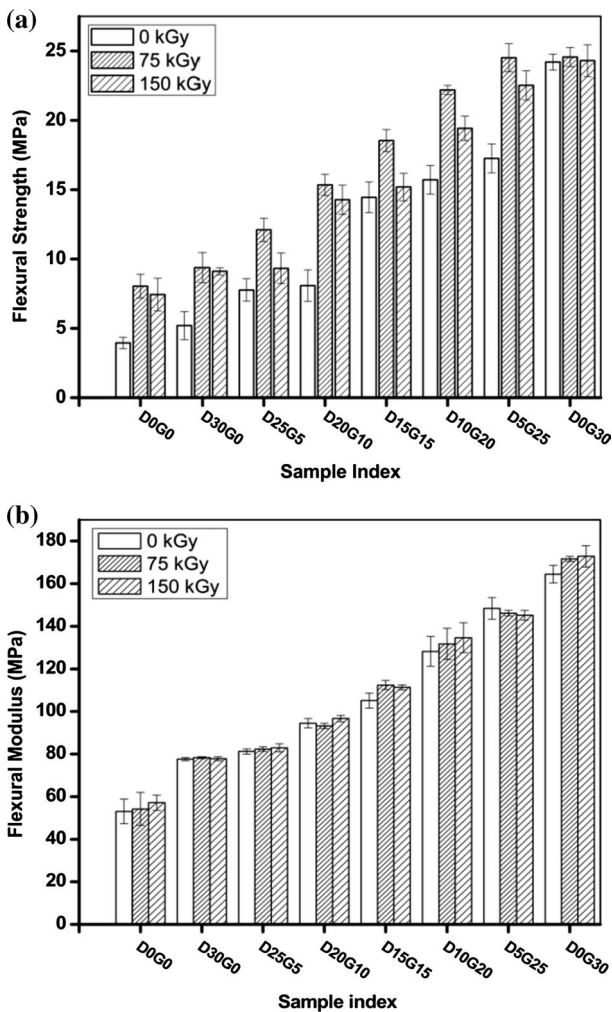 (a)
0 kGy
75 kGy
150 kGy
25
20
15
10
5
0
Flexural Strength (MPa)
D0G0 D30G0 D25G5 D20G10 D15G15 D10G20 D5G25 D0G30
Sample Index
(b)
0 kGy
75 kGy
150 kGy
180
160
140
120
100
80
60
40
20
0
Flexural Modulus (MPa)
D0G0 D30G0 D25G5 D20G10 D15G15 D10G20 D5G25 D0G30
Sample index